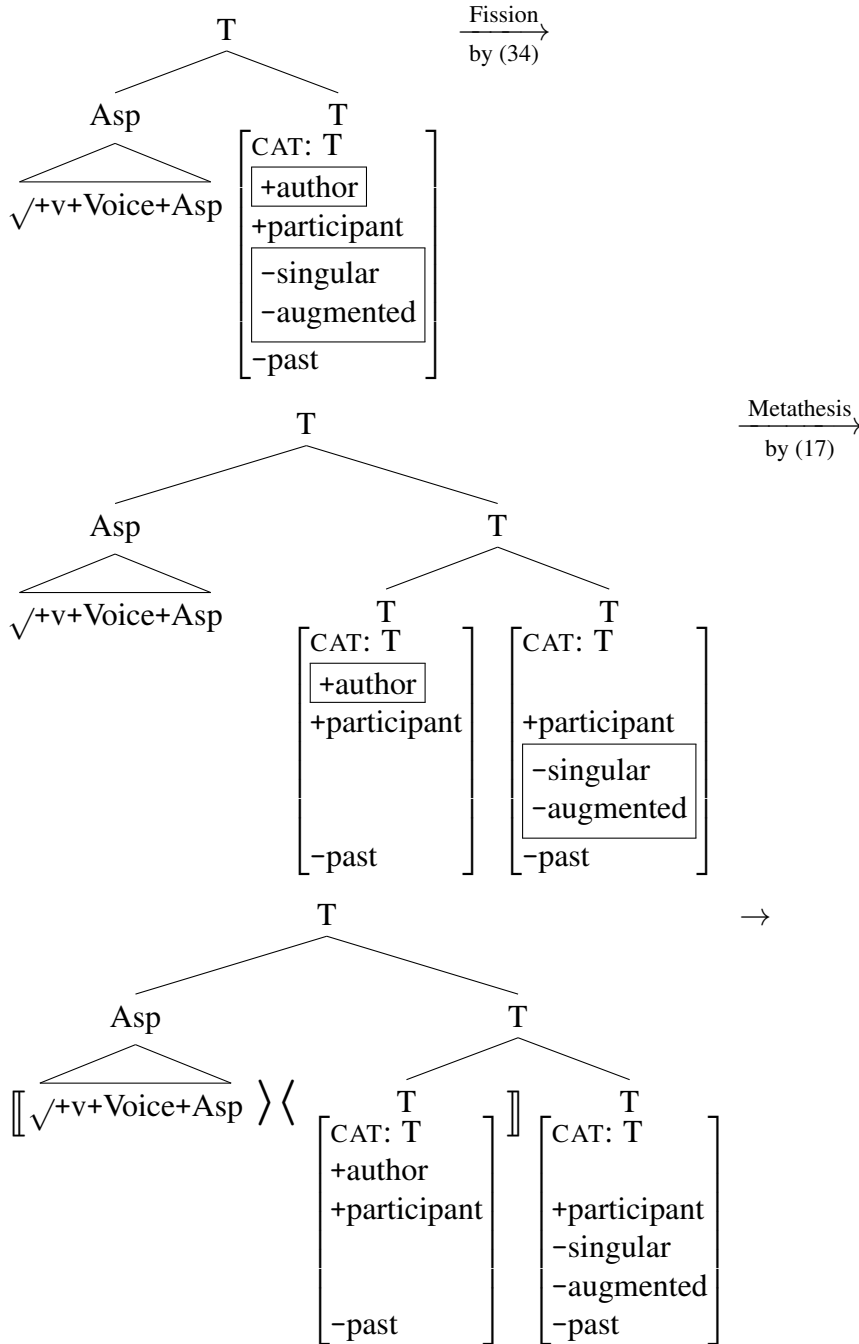 T
Fission
by (34)
Asp T
√+v+Voice+Asp
CAT: T
+author
+participant
−singular
−augmented
−past
T
Metathesis
by (17)
Asp T
√+v+Voice+Asp
T T
CAT: T CAT: T
+author
+participant +participant
−singular
−augmented
−past −past
T →
Asp T
⟦ √+v+Voice+Asp ⟩⟨ T ⟧ T
CAT: T CAT: T
+author
+participant +participant
−singular
−augmented
−past −past